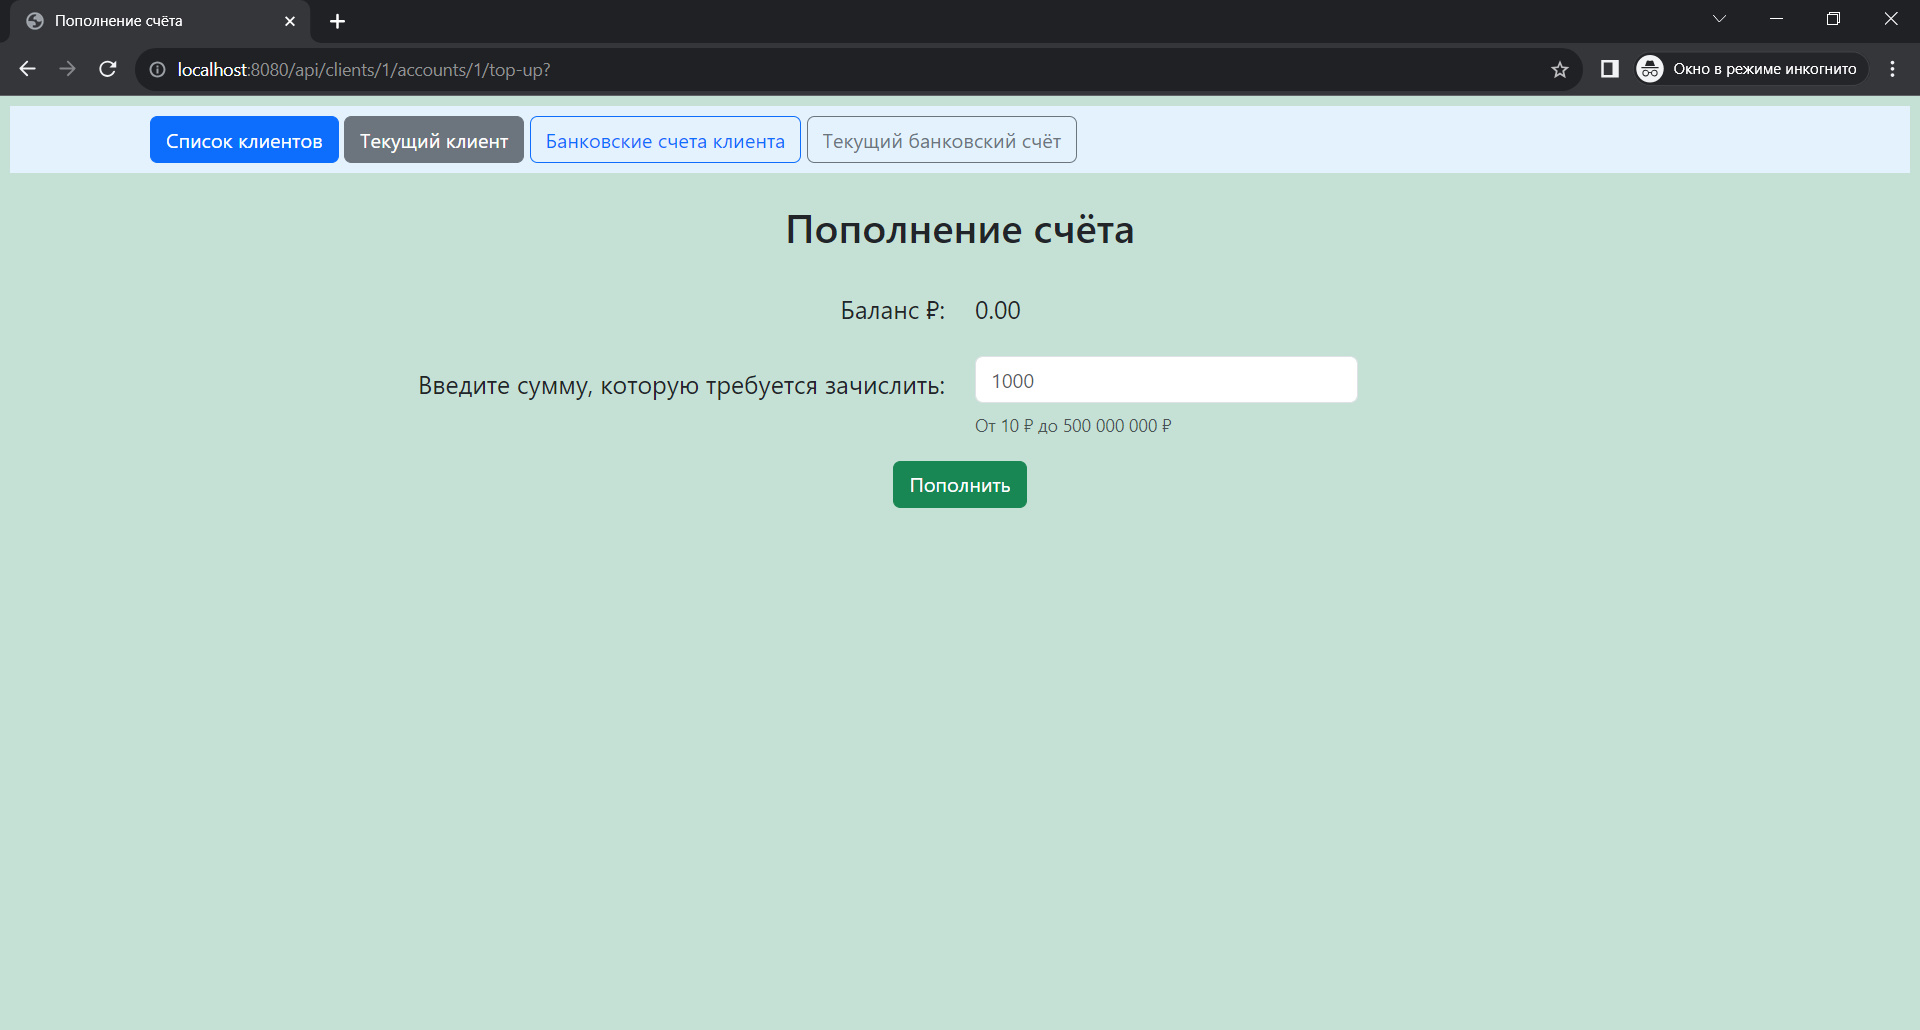 Пополнение счёта
localhost:8080/api/clients/1/accounts/1/top-up?
Окно в режиме инкогнито
Список клиентов Текущий клиент Банковские счета клиента Текущий банковский счёт
Пополнение счёта
Баланс ₽: 0.00
Введите сумму, которую требуется зачислить: 1000
От 10 ₽ до 500 000 000 ₽
Пополнить